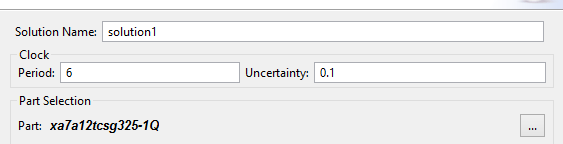 Solution Name: solution1
Clock
Period: 6 Uncertainty: 0.1
Part Selection
Part: xa7a12tcsg325-1Q ...